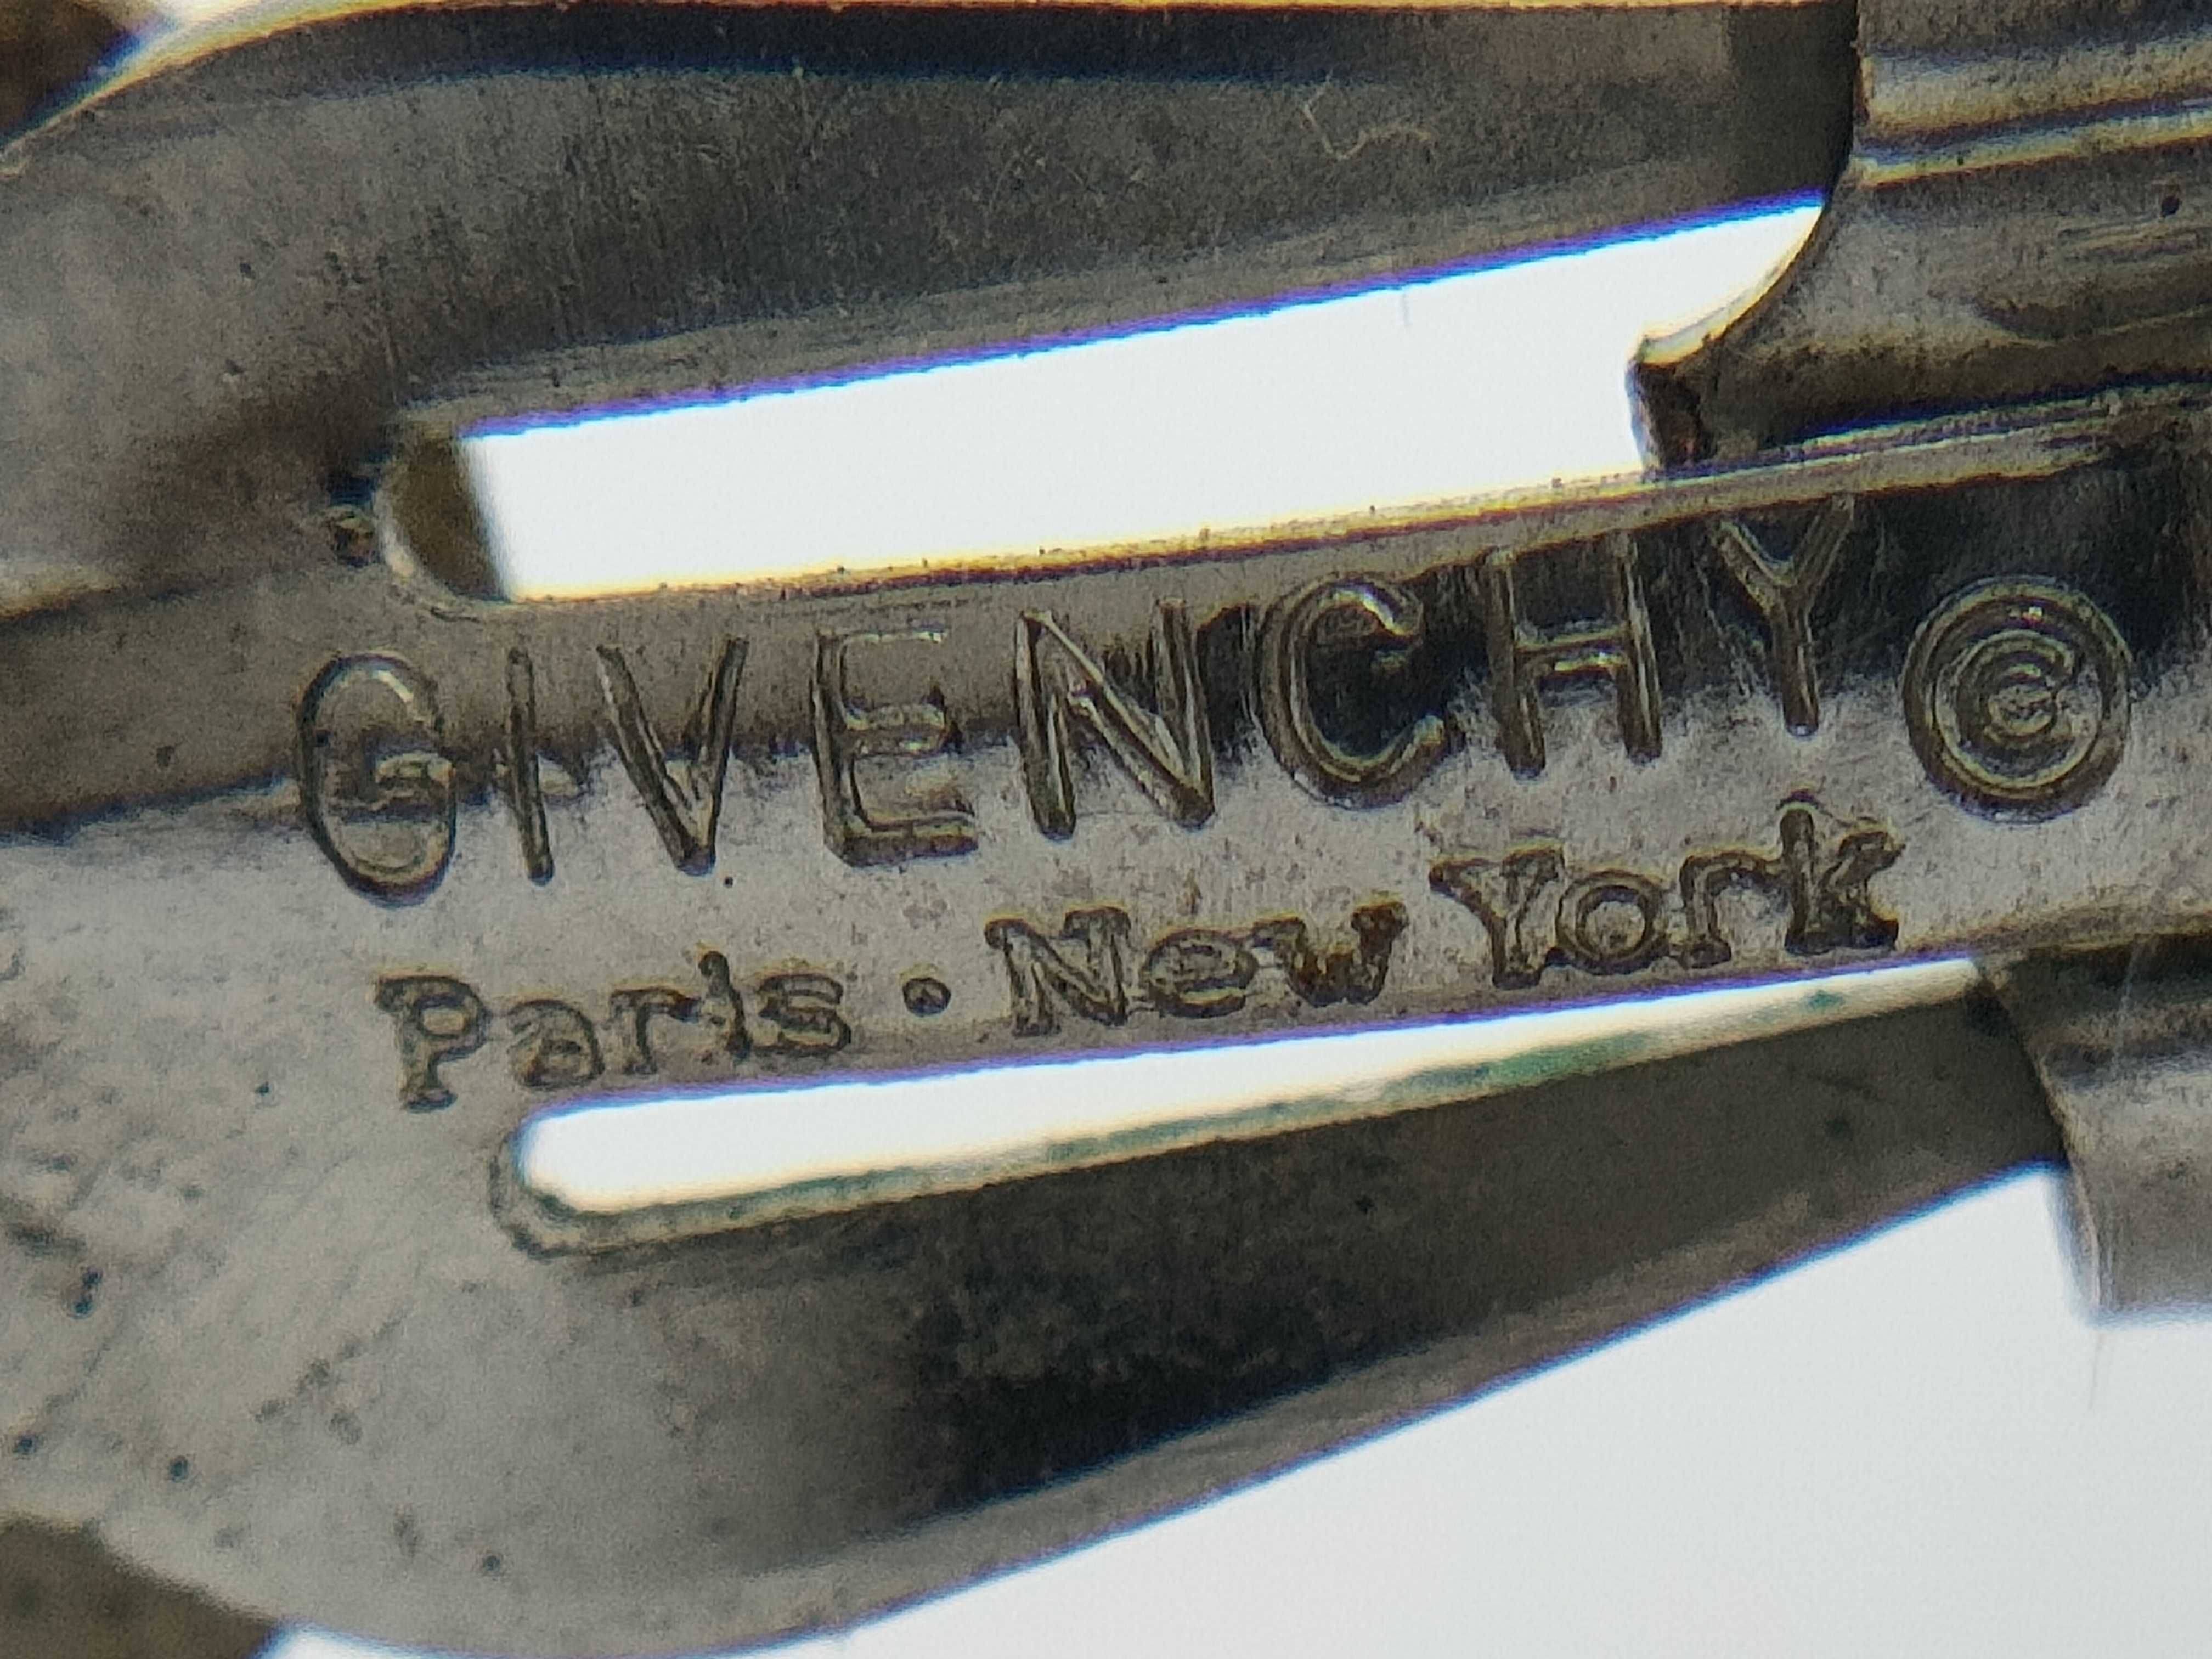 GIVENCHY ©
Paris • New York